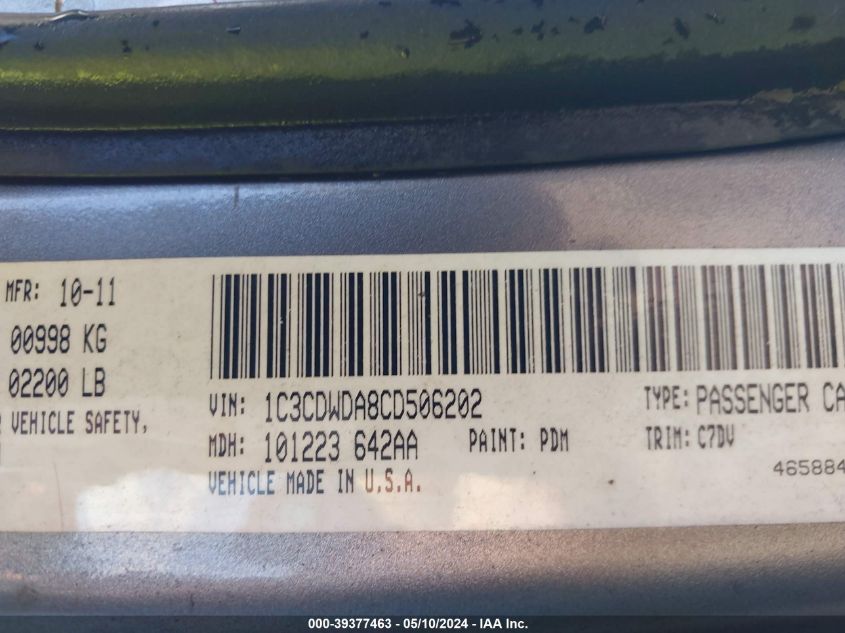 MFR: 10-11
00998 KG
02200 LB
VEHICLE SAFETY,
VIN: 1C3CDWDA8CD506202
TYPE: PASSENGER CA
MDH: 101223 642AA PAINT: PDM TRIM: C7DV
VEHICLE MADE IN U.S.A.
465884
000-39377463 - 05/10/2024 - IAA Inc.